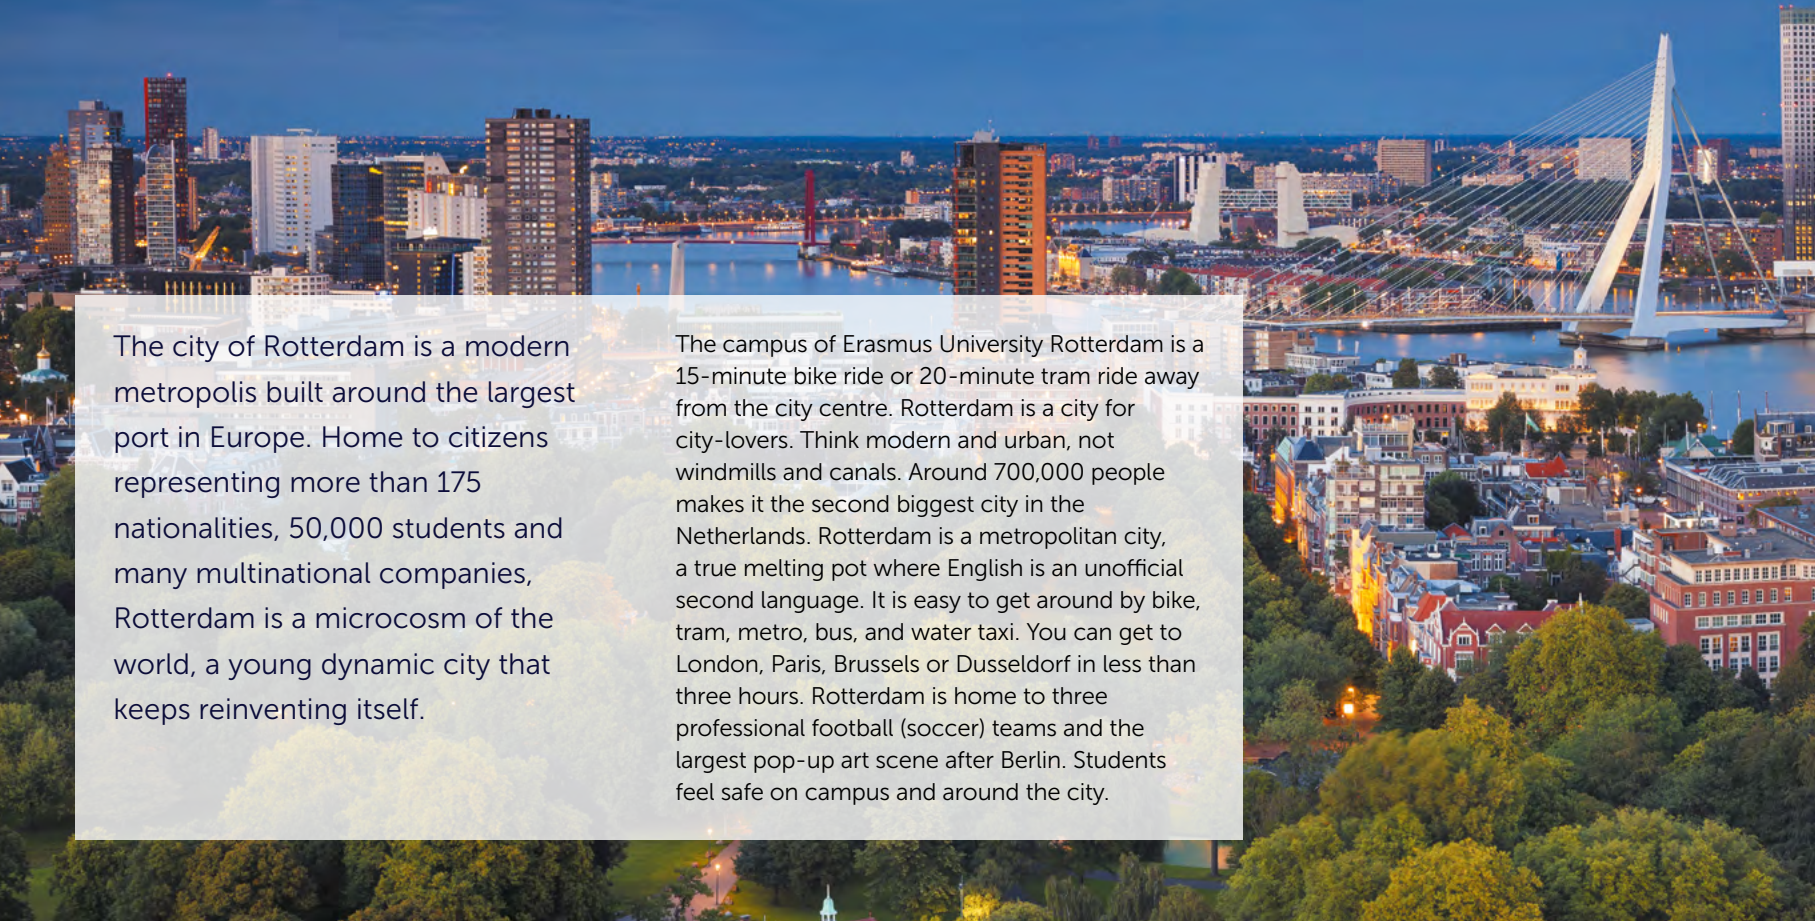 The city of Rotterdam is a modern
metropolis built around the largest
port in Europe. Home to citizens
representing more than 175
nationalities, 50,000 students and
many multinational companies,
Rotterdam is a microcosm of the
world, a young dynamic city that
keeps reinventing itself.
The campus of Erasmus University Rotterdam is a
15-minute bike ride or 20-minute tram ride away
from the city centre. Rotterdam is a city for
city-lovers. Think modern and urban, not
windmills and canals. Around 700,000 people
makes it the second biggest city in the
Netherlands. Rotterdam is a metropolitan city,
a true melting pot where English is an unofficial
second language. It is easy to get around by bike,
tram, metro, bus, and water taxi. You can get to
London, Paris, Brussels or Dusseldorf in less than
three hours. Rotterdam is home to three
professional football (soccer) teams and the
largest pop-up art scene after Berlin. Students
feel safe on campus and around the city.